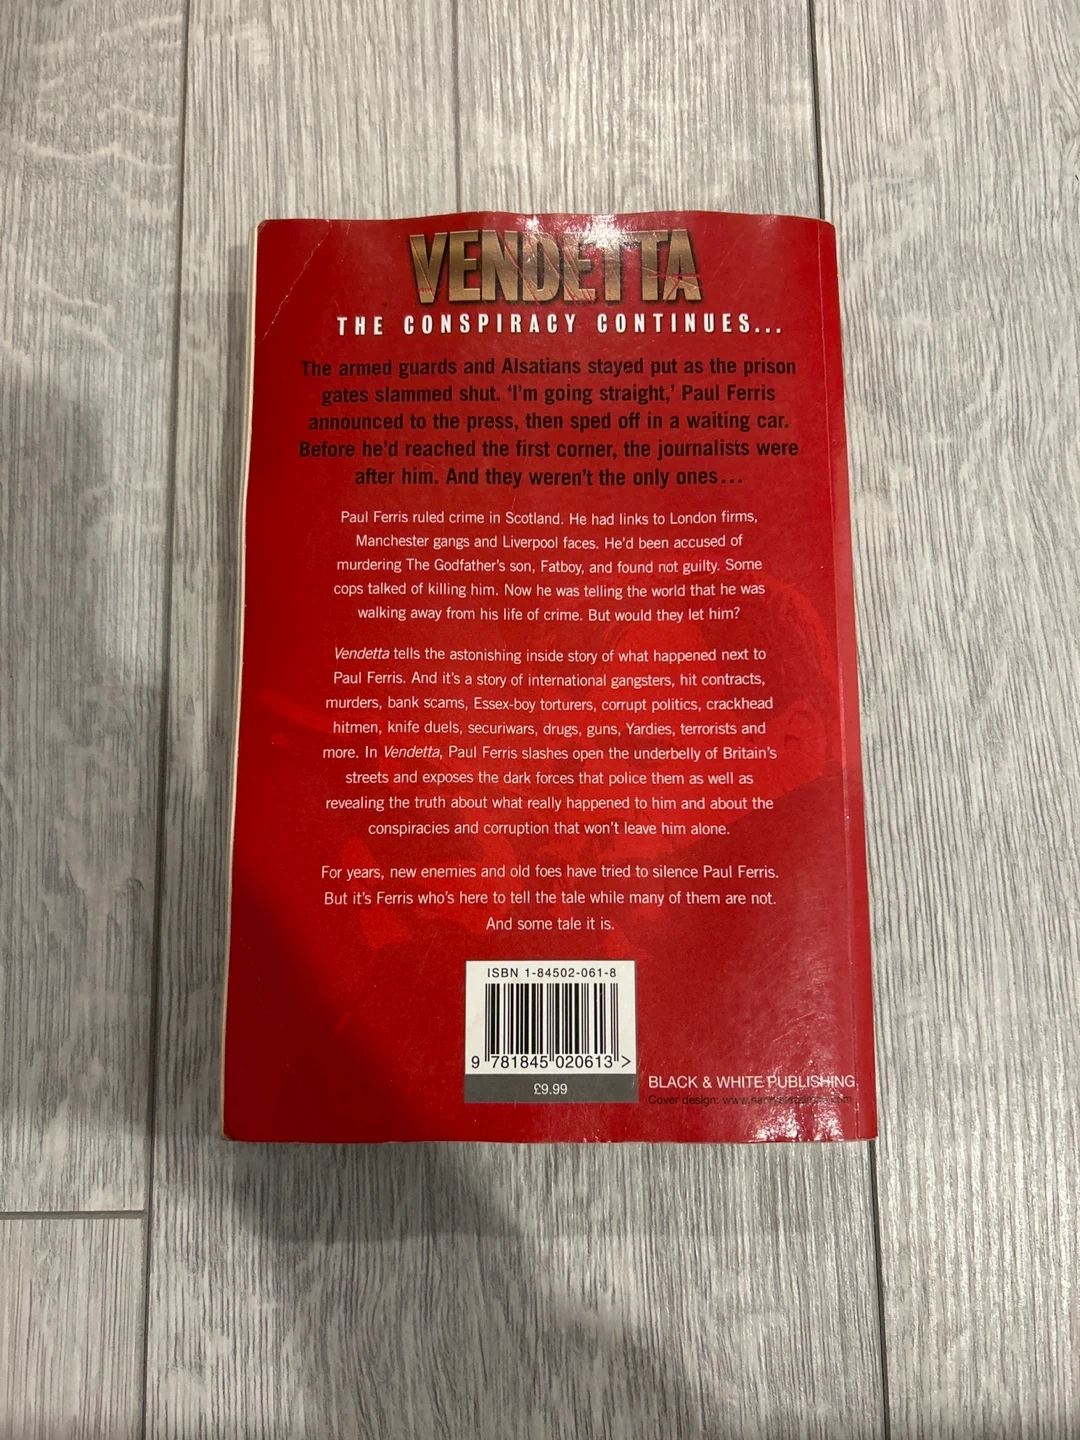 VENDETTA
THE CONSPIRACY CONTINUES...
The armed guards and Alsatians stayed put as the prison
gates slammed shut. 'I'm going straight,' Paul Ferris
announced to the press, then sped off in a waiting car.
Before he'd reached the first corner, the journalists were
after him. And they weren't the only ones...
Paul Ferris ruled crime in Scotland. He had links to London firms,
Manchester gangs and Liverpool faces. He'd been accused of
murdering The Godfather's son, Fatboy, and found not guilty. Some
cops talked of killing him. Now he was telling the world that he was
walking away from his life of crime. But would they let him?
Vendetta tells the astonishing inside story of what happened next to
Paul Ferris. And it's a story of international gangsters, hit contracts,
murders, bank scams, Essex-boy torturers, corrupt politics, crackhead
hitmen, knife duels, securiwars, drugs, guns, Yardies, terrorists and
more. In Vendetta, Paul Ferris slashes open the underbelly of Britain's
streets and exposes the dark forces that police them as well as
revealing the truth about what really happened to him and about the
conspiracies and corruption that won't leave him alone.
For years, new enemies and old foes have tried to silence Paul Ferris.
But it's Ferris who's here to tell the tale while many of them are not.
And some tale it is.
ISBN 1-84502-061-8
9 781845 020613 >
£9.99
BLACK & WHITE PUBLISHING
Cover design: